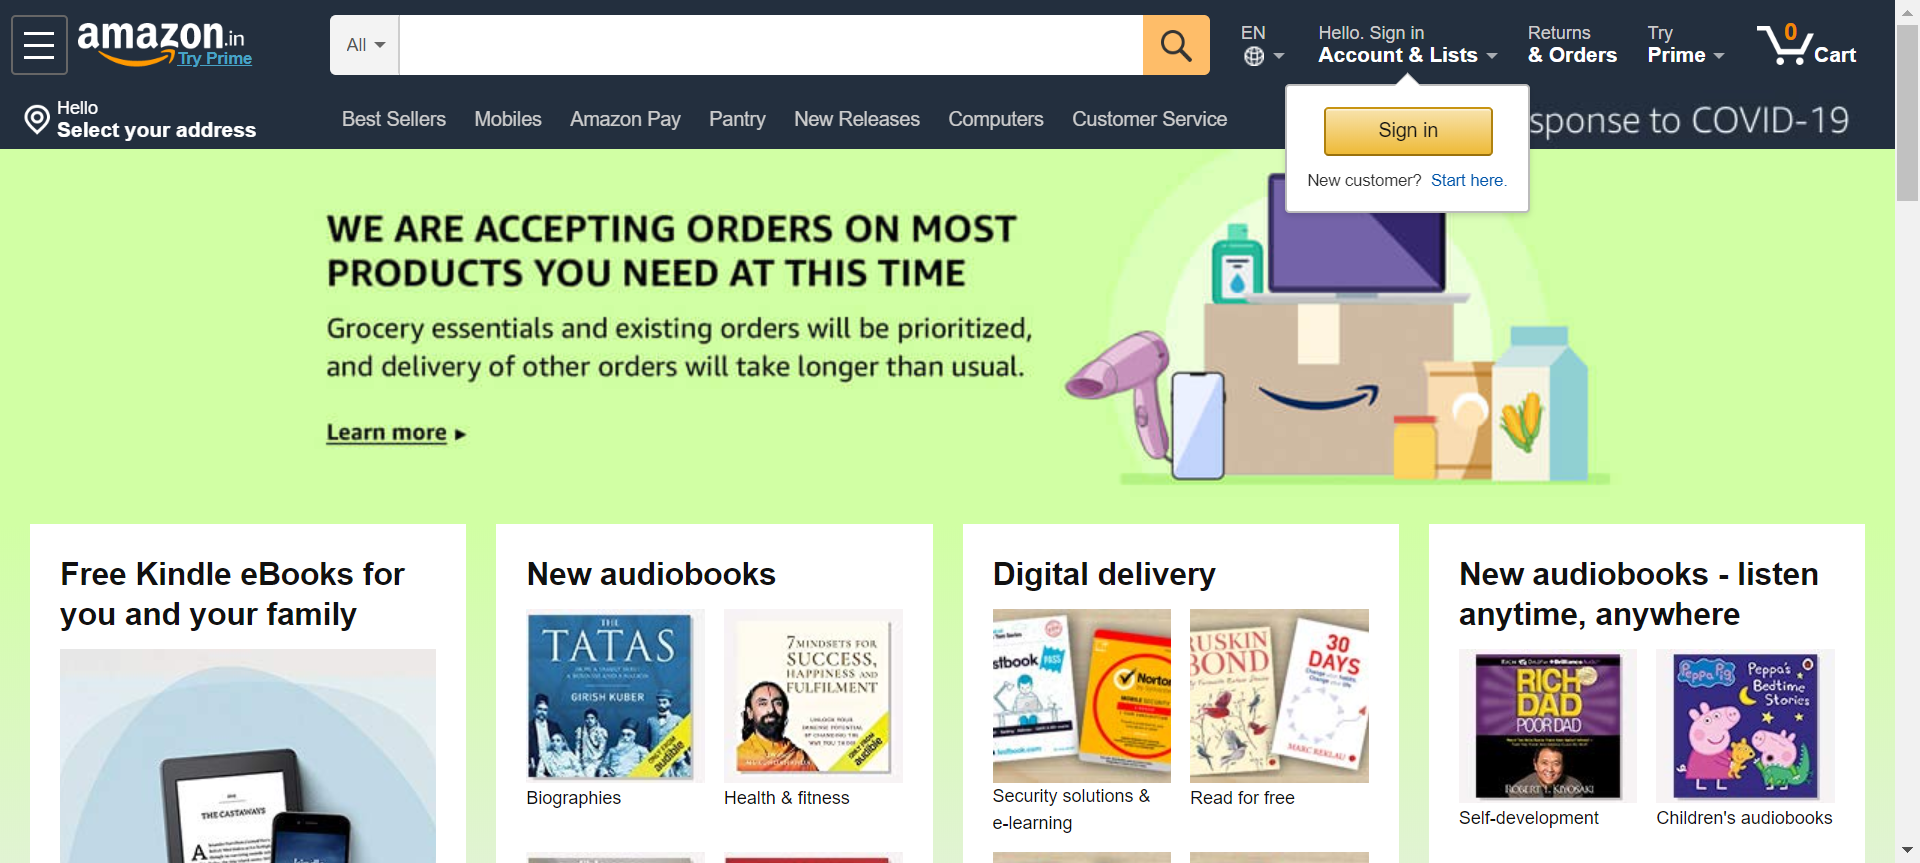 amazon.in
Try Prime
All
EN
Hello. Sign in
Account & Lists
Returns
& Orders
Try
Prime
0
Cart
Hello
Select your address
Best Sellers
Mobiles
Amazon Pay
Pantry
New Releases
Computers
Customer Service
sponse to COVID-19
Sign in
New customer? Start here.
WE ARE ACCEPTING ORDERS ON MOST
PRODUCTS YOU NEED AT THIS TIME
Grocery essentials and existing orders will be prioritized,
and delivery of other orders will take longer than usual.
Learn more
Free Kindle eBooks for
you and your family
THE CASTAWAYS
A
New audiobooks
THE
TATAS
GIRISH KUBER
ONLY FROM
audible
Biographies
7 MINDSETS FOR
SUCCESS,
HAPPINESS AND
FULFILMENT
UNLOCK YOUR
ONLY FROM
audible
Health & fitness
Digital delivery
stbook PASS
testbook.com
Norton
Security solutions &
e-learning
RUSKIN
BOND
30
DAYS
MARC REKLAU
Read for free
New audiobooks - listen
anytime, anywhere
RICH
DAD
POOR DAD
ROBERT T. KIYOSAKI
Self-development
Peppa Pig
Peppa's
Bedtime
Stories
Children's audiobooks